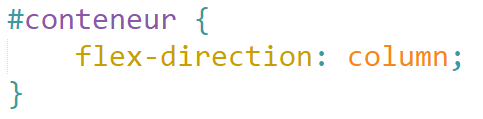 #conteneur {
    flex-direction: column;
}